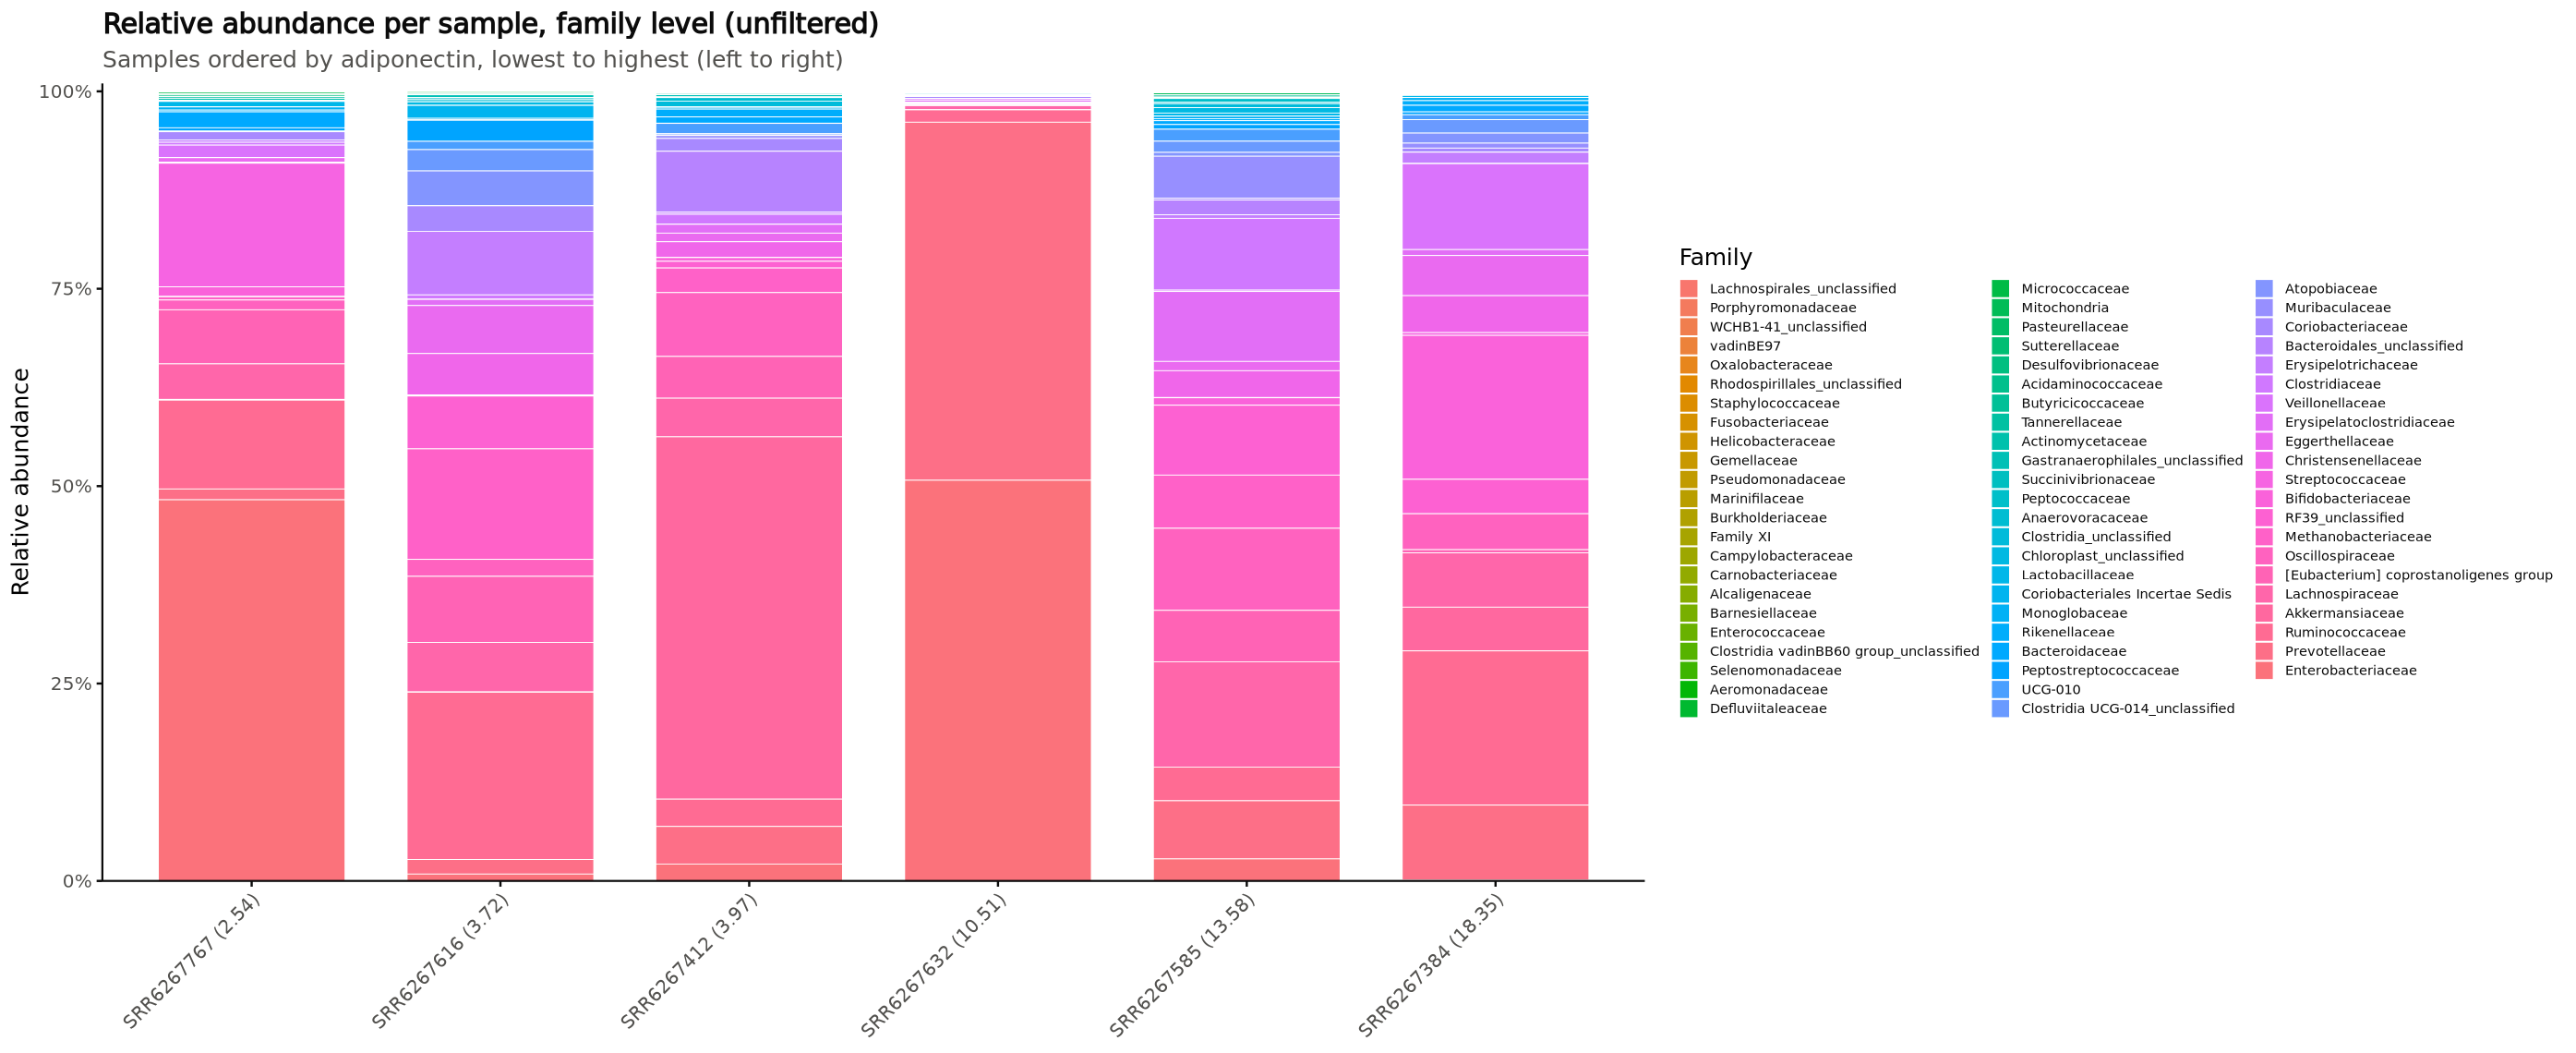 Relative abundance per sample, family level (unfiltered)
Samples ordered by adiponectin, lowest to highest (left to right)
Relative abundance
100%
75%
50%
25%
0%
SRR6267767 (2.54)
SRR6267616 (3.72)
SRR6267412 (3.97)
SRR6267632 (10.51)
SRR6267585 (13.58)
SRR6267384 (18.35)
Family
Lachnospirales_unclassified
Porphyromonadaceae
WCHB1-41_unclassified
vadinBE97
Oxalobacteraceae
Rhodospirillales_unclassified
Staphylococcaceae
Fusobacteriaceae
Helicobacteraceae
Gemellaceae
Pseudomonadaceae
Marinifilaceae
Burkholderiaceae
Family XI
Campylobacteraceae
Carnobacteriaceae
Alcaligenaceae
Barnesiellaceae
Enterococcaceae
Clostridia vadinBB60 group_unclassified
Selenomonadaceae
Aeromonadaceae
Defluviitaleaceae
Micrococcaceae
Mitochondria
Pasteurellaceae
Sutterellaceae
Desulfovibrionaceae
Acidaminococcaceae
Butyricicoccaceae
Tannerellaceae
Actinomycetaceae
Gastranaerophilales_unclassified
Succinivibrionaceae
Peptococcaceae
Anaerovoracaceae
Clostridia_unclassified
Chloroplast_unclassified
Lactobacillaceae
Coriobacteriales Incertae Sedis
Monoglobaceae
Rikenellaceae
Bacteroidaceae
Peptostreptococcaceae
UCG-010
Clostridia UCG-014_unclassified
Atopobiaceae
Muribaculaceae
Coriobacteriaceae
Bacteroidales_unclassified
Erysipelotrichaceae
Clostridiaceae
Veillonellaceae
Erysipelatoclostridiaceae
Eggerthellaceae
Christensenellaceae
Streptococcaceae
Bifidobacteriaceae
RF39_unclassified
Methanobacteriaceae
Oscillospiraceae
[Eubacterium] coprostanoligenes group
Lachnospiraceae
Akkermansiaceae
Ruminococcaceae
Prevotellaceae
Enterobacteriaceae